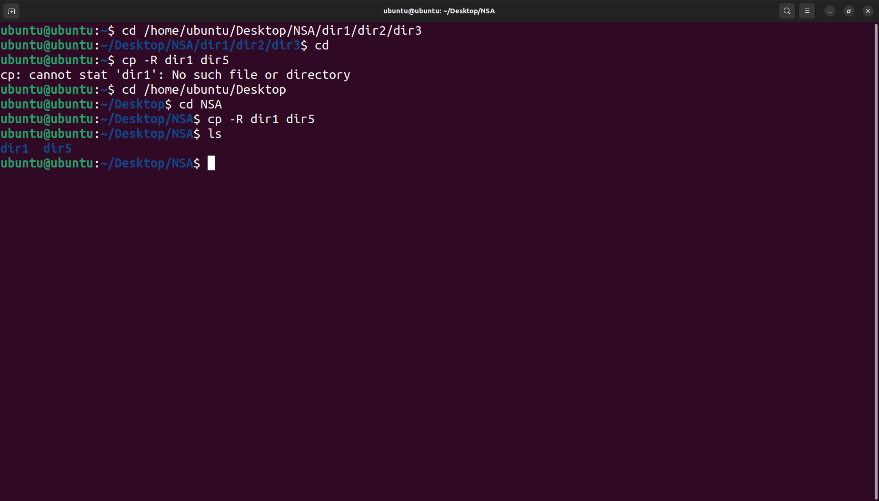 ubuntu@ubuntu: ~/Desktop/NSA
ubuntu@ubuntu:~$ cd /home/ubuntu/Desktop/NSA/dir1/dir2/dir3
ubuntu@ubuntu:~/Desktop/NSA/dir1/dir2/dir3$ cd
ubuntu@ubuntu:~$ cp -R dir1 dir5
cp: cannot stat 'dir1': No such file or directory
ubuntu@ubuntu:~$ cd /home/ubuntu/Desktop
ubuntu@ubuntu:~/Desktop$ cd NSA
ubuntu@ubuntu:~/Desktop/NSA$ cp -R dir1 dir5
ubuntu@ubuntu:~/Desktop/NSA$ ls
dir1  dir5
ubuntu@ubuntu:~/Desktop/NSA$